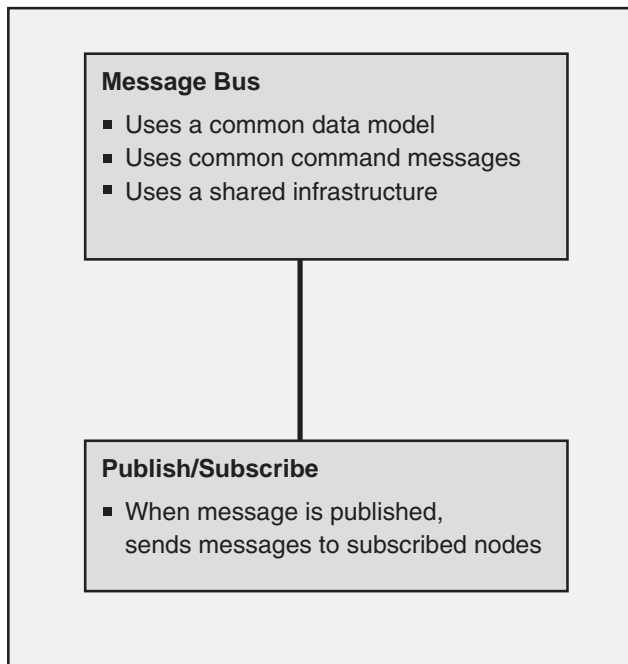 Message Bus
▪ Uses a common data model
▪ Uses common command messages
▪ Uses a shared infrastructure
Publish/Subscribe
▪ When message is published,
sends messages to subscribed nodes